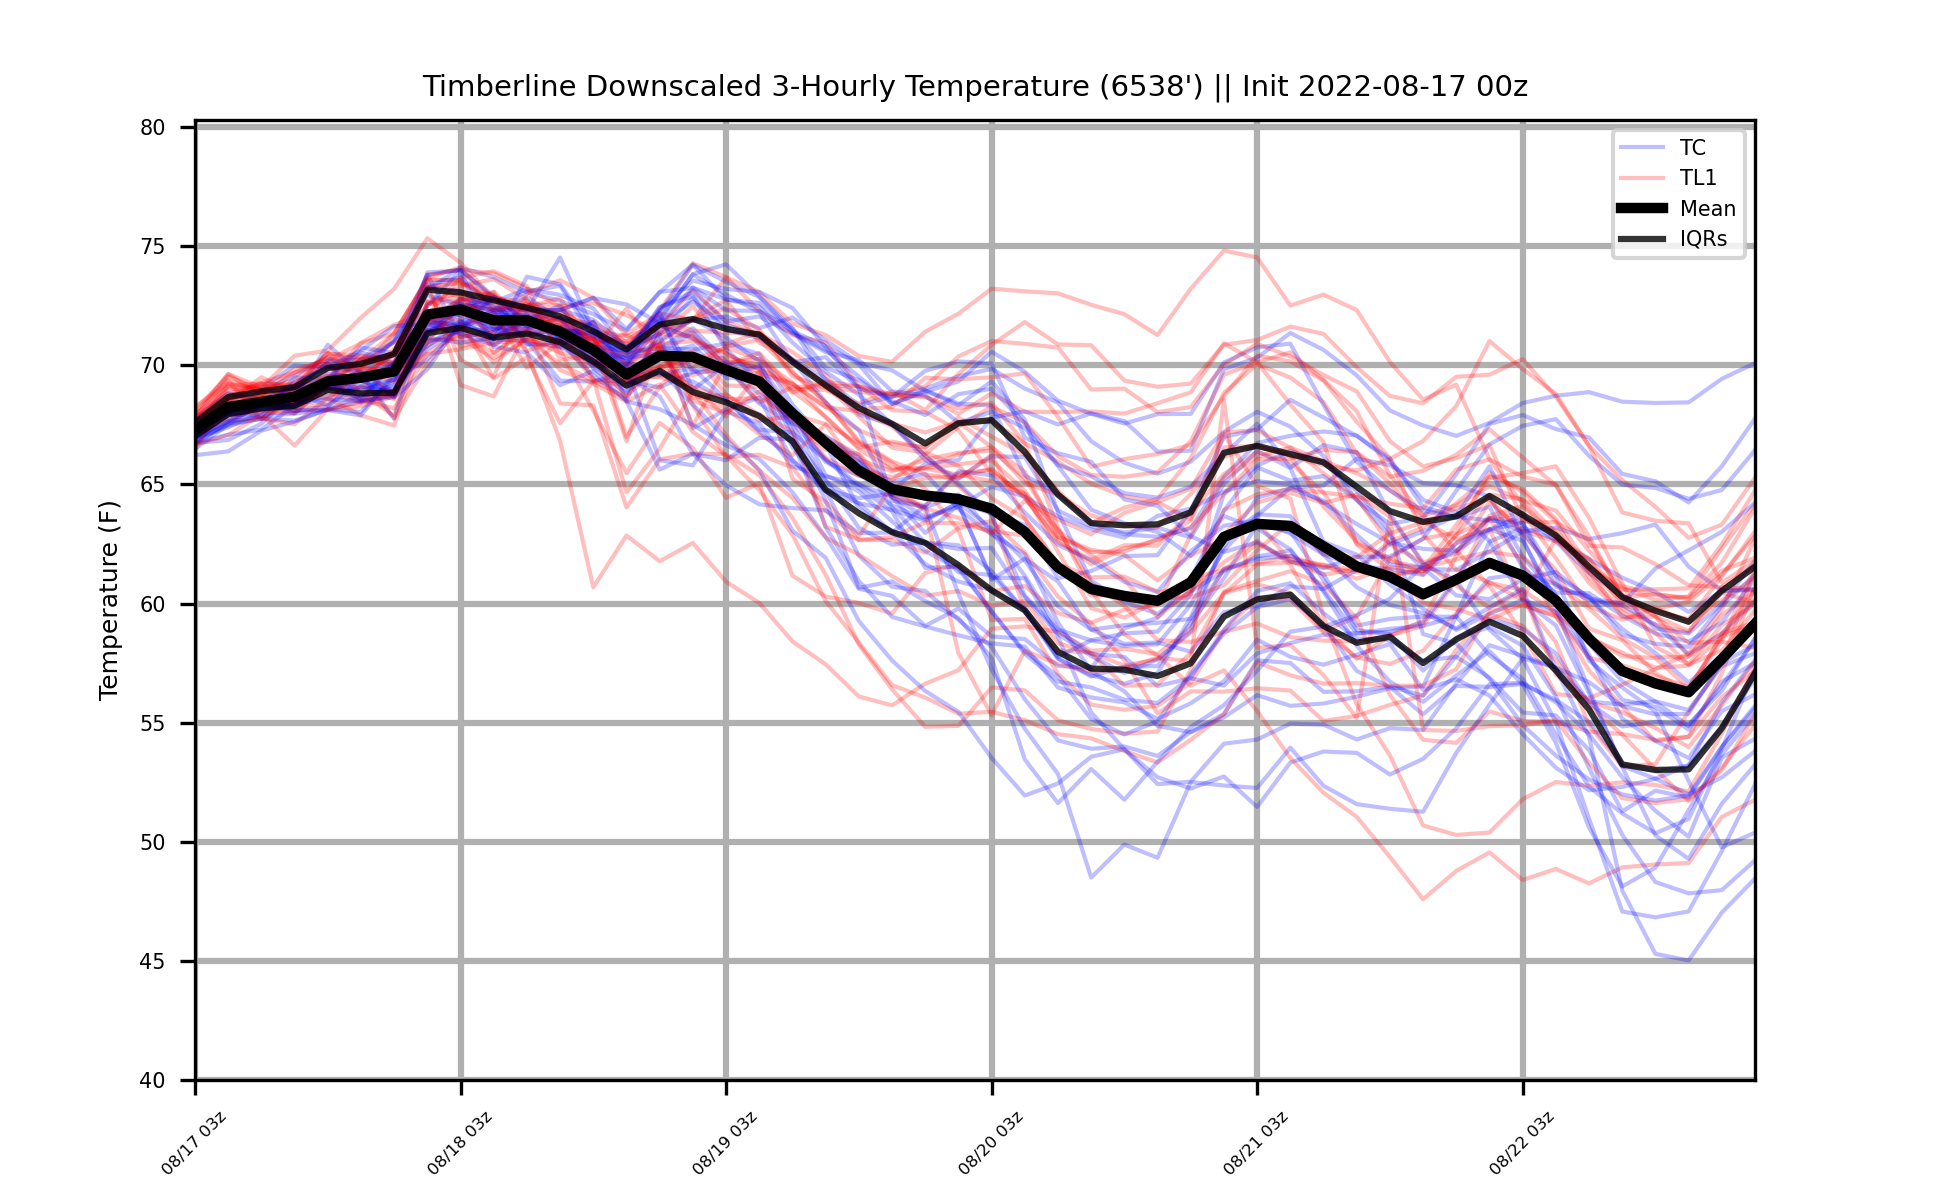 Timberline Downscaled 3-Hourly Temperature (6538') || Init 2022-08-17 00z
TC
TL1
Mean
IQRs
Temperature (F)
80
75
70
65
60
55
50
45
40
08/17 03z
08/18 03z
08/19 03z
08/20 03z
08/21 03z
08/22 03z